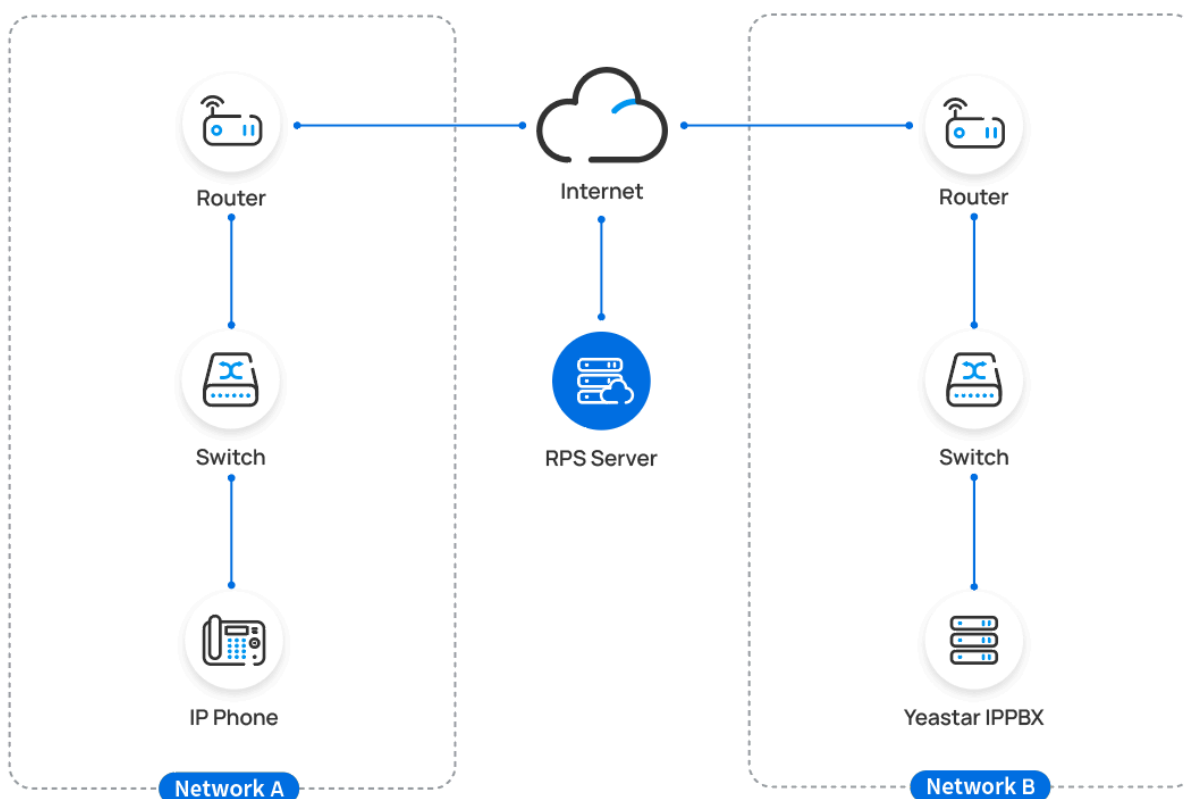 Router
Internet
Router
Switch
RPS Server
Switch
IP Phone
Yeastar IPPBX
Network A
Network B